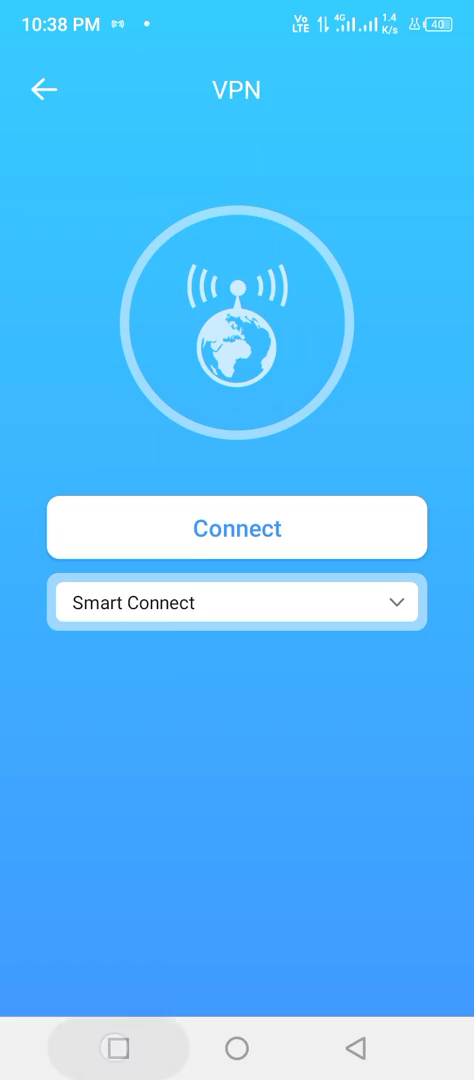 10:38 PM
Vo LTE 4G 1.4 K/s 40
VPN
Connect
Smart Connect